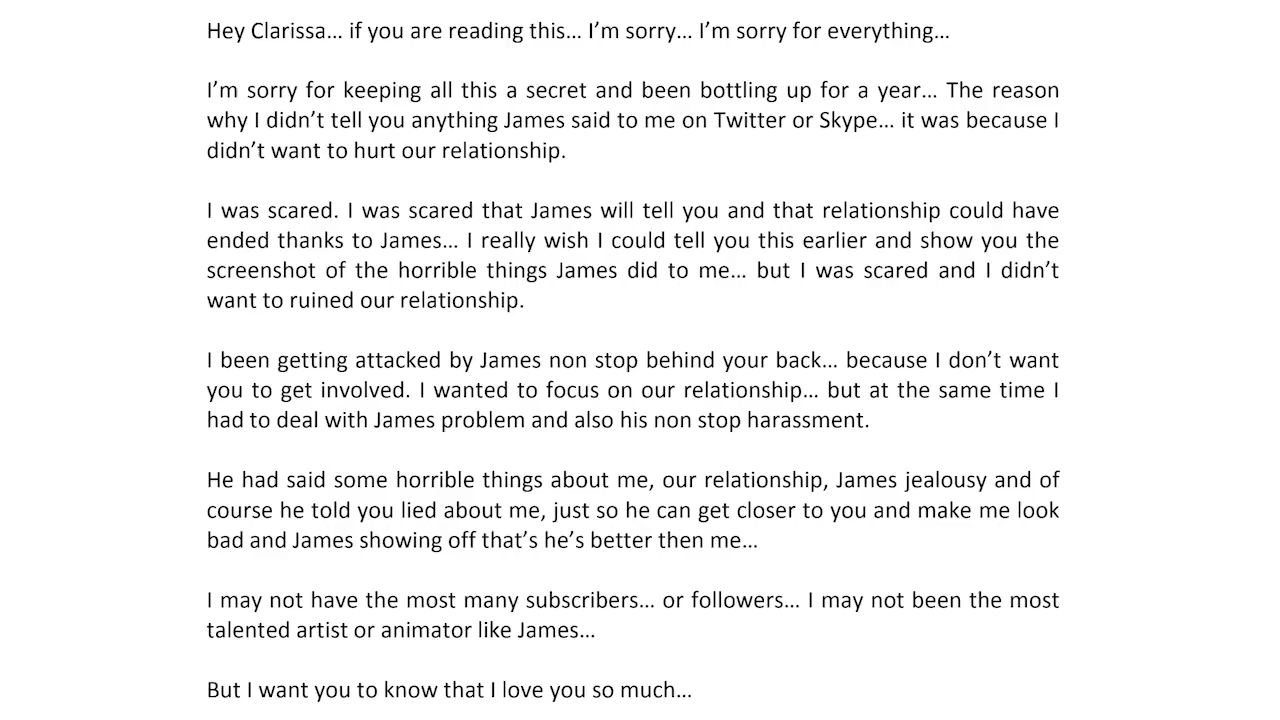 Hey Clarissa… if you are reading this… I’m sorry… I’m sorry for everything…
I’m sorry for keeping all this a secret and been bottling up for a year… The reason
why I didn’t tell you anything James said to me on Twitter or Skype… it was because I
didn’t want to hurt our relationship.
I was scared. I was scared that James will tell you and that relationship could have
ended thanks to James… I really wish I could tell you this earlier and show you the
screenshot of the horrible things James did to me… but I was scared and I didn’t
want to ruined our relationship.
I been getting attacked by James non stop behind your back… because I don’t want
you to get involved. I wanted to focus on our relationship… but at the same time I
had to deal with James problem and also his non stop harassment.
He had said some horrible things about me, our relationship, James jealousy and of
course he told you lied about me, just so he can get closer to you and make me look
bad and James showing off that’s he’s better then me…
I may not have the most many subscribers… or followers… I may not been the most
talented artist or animator like James…
But I want you to know that I love you so much…